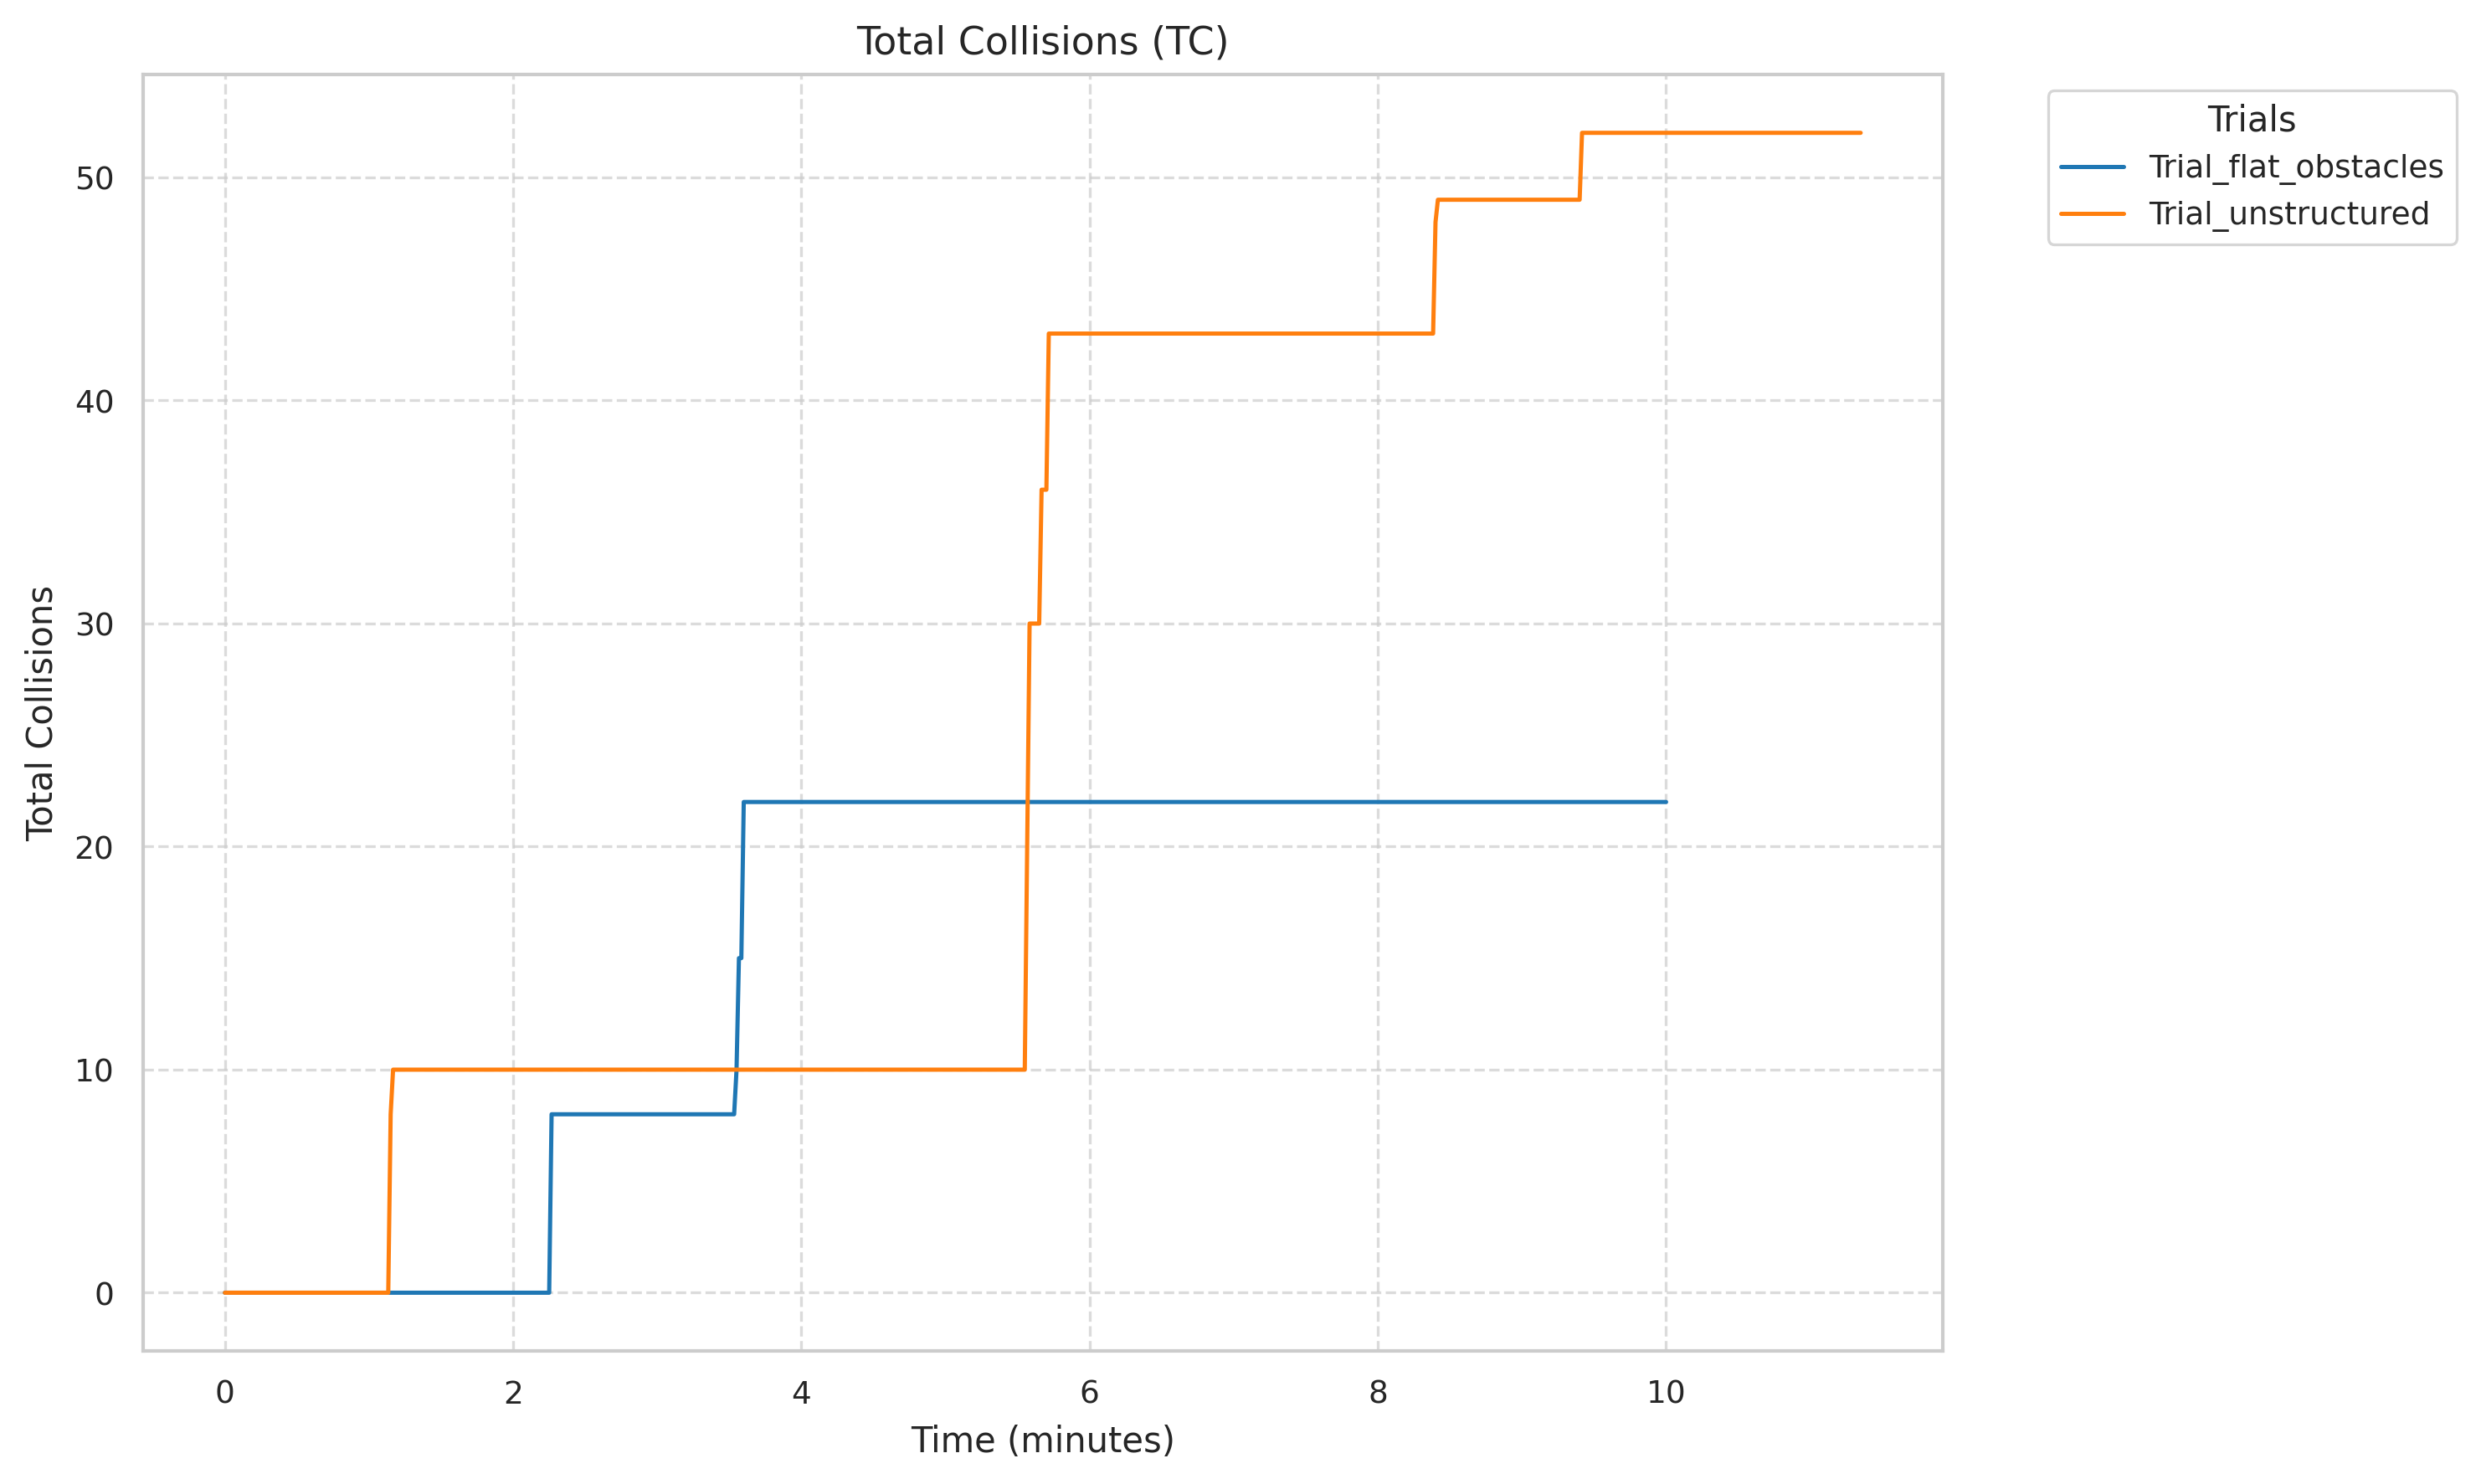 Total Collisions (TC)
Total Collisions
50
40
30
20
10
0
0 2 4 6 8 10
Time (minutes)
Trials
Trial_flat_obstacles
Trial_unstructured